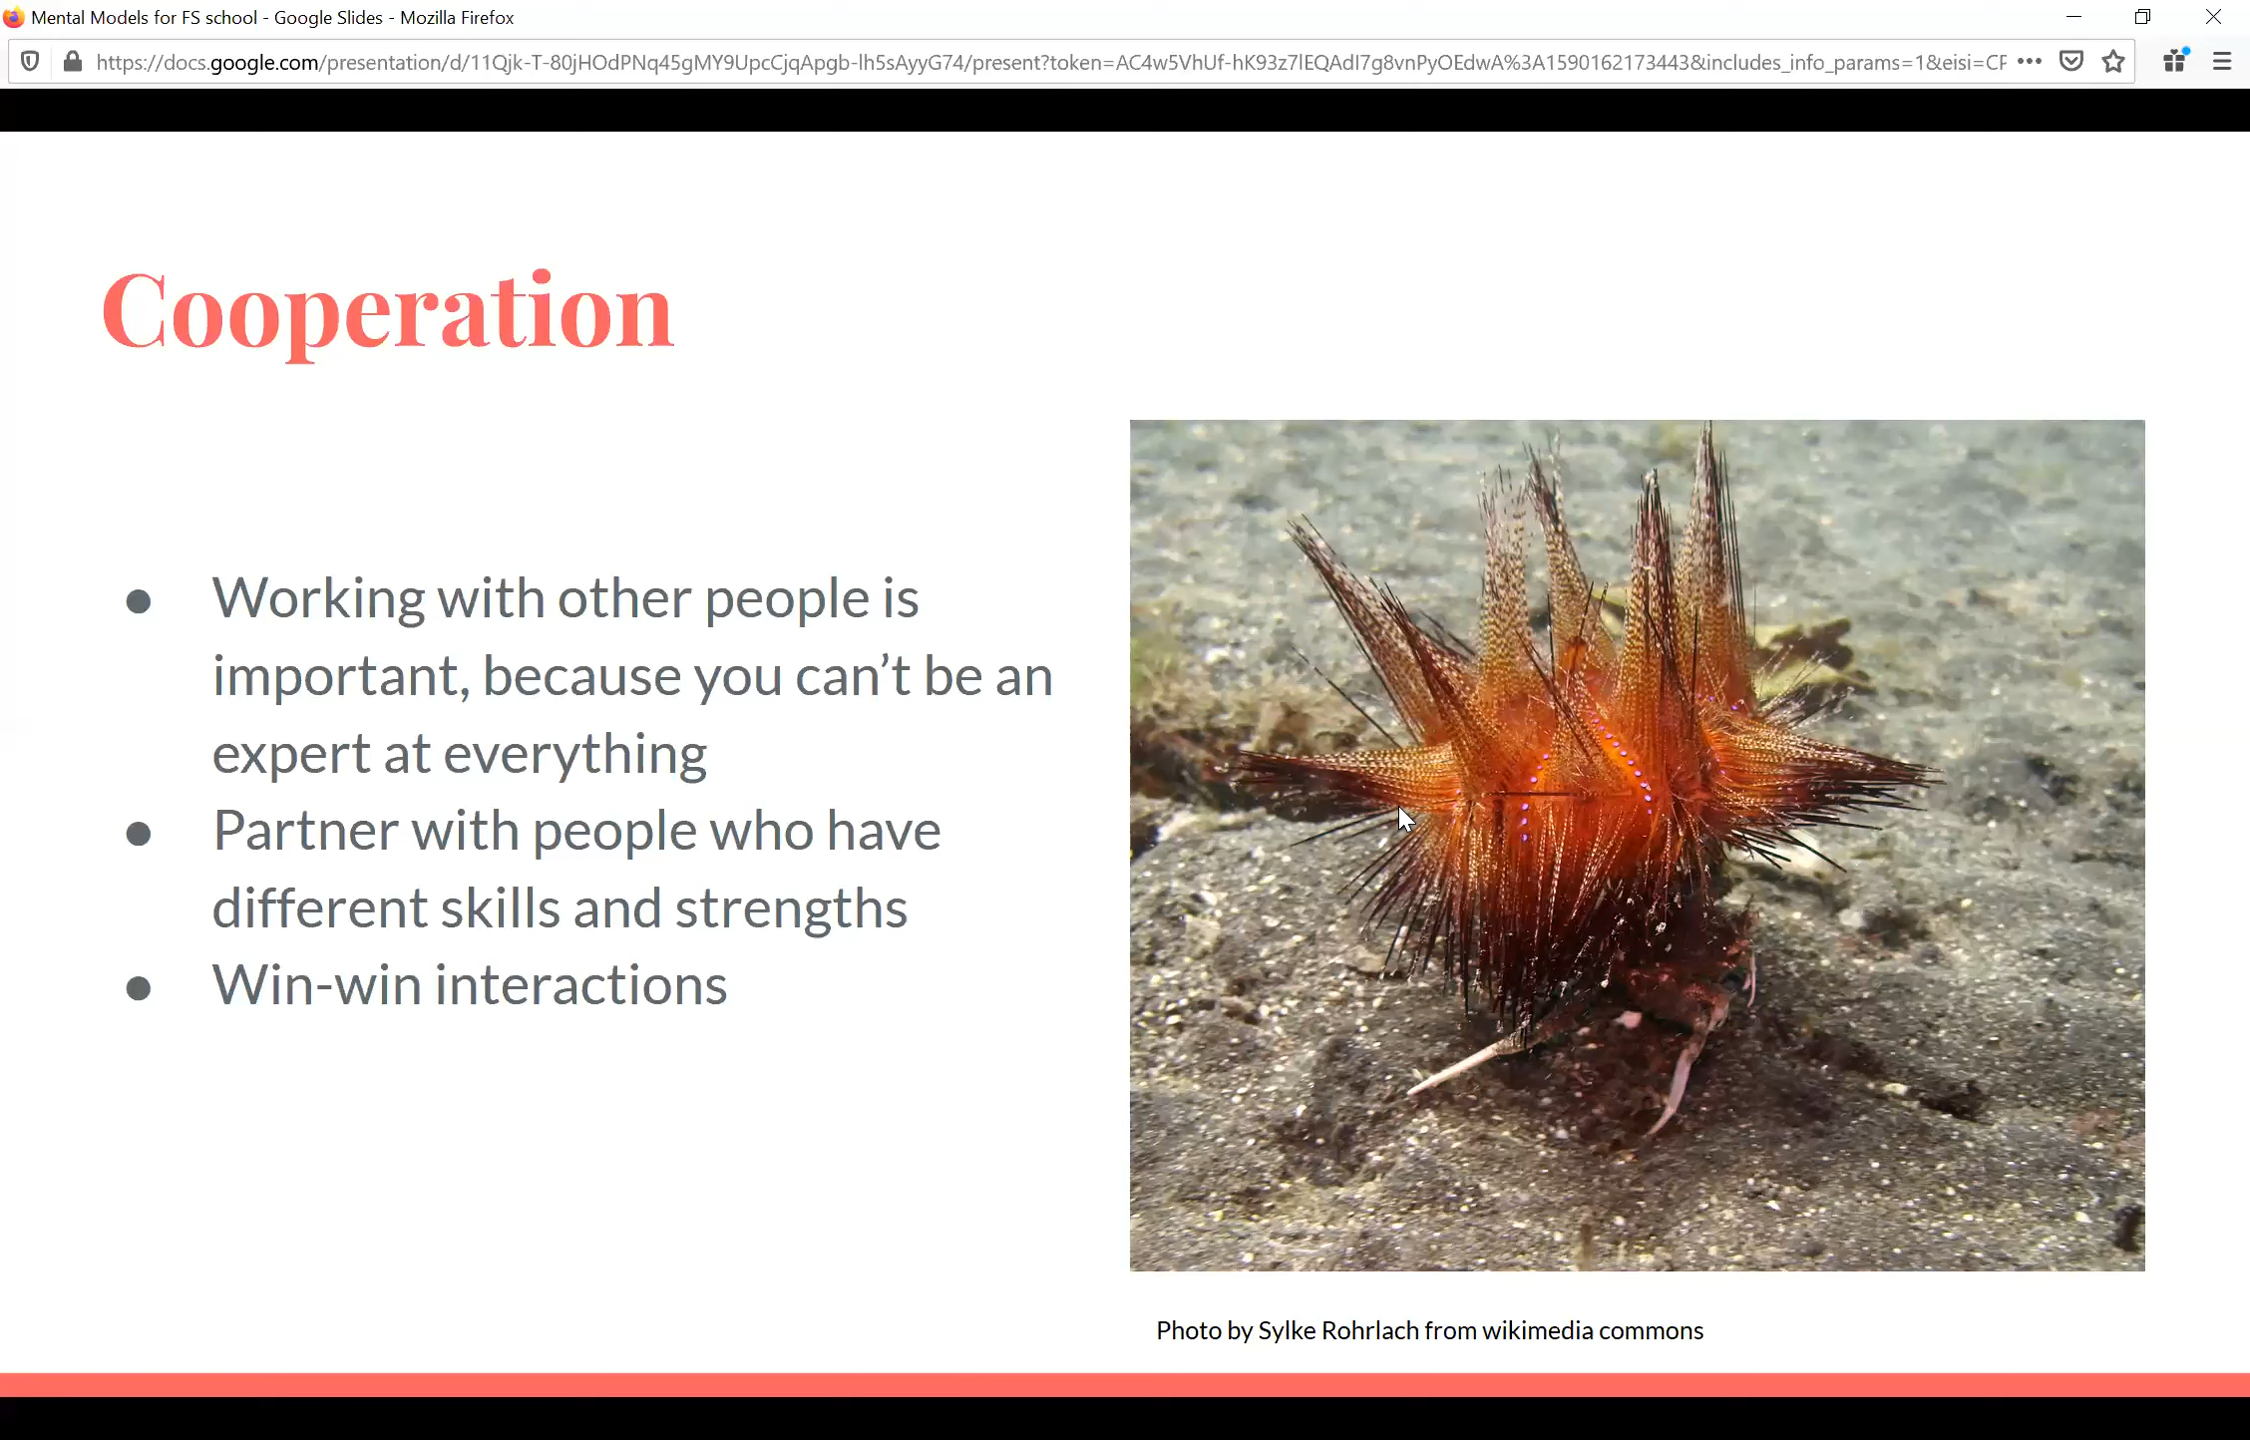 Mental Models for FS school - Google Slides - Mozilla Firefox
https://docs.google.com/presentation/d/11Qjk-T-80jHOdPNq45gMY9UpcCjqApgb-lh5sAyyG74/present?token=AC4w5VhUf-hK93z7lEQAdI7g8vnPyOEdwA%3A1590162173443&includes_info_params=1&eisi=CF
Cooperation
● Working with other people is
important, because you can’t be an
expert at everything
● Partner with people who have
different skills and strengths
● Win-win interactions
Photo by Sylke Rohrlach from wikimedia commons